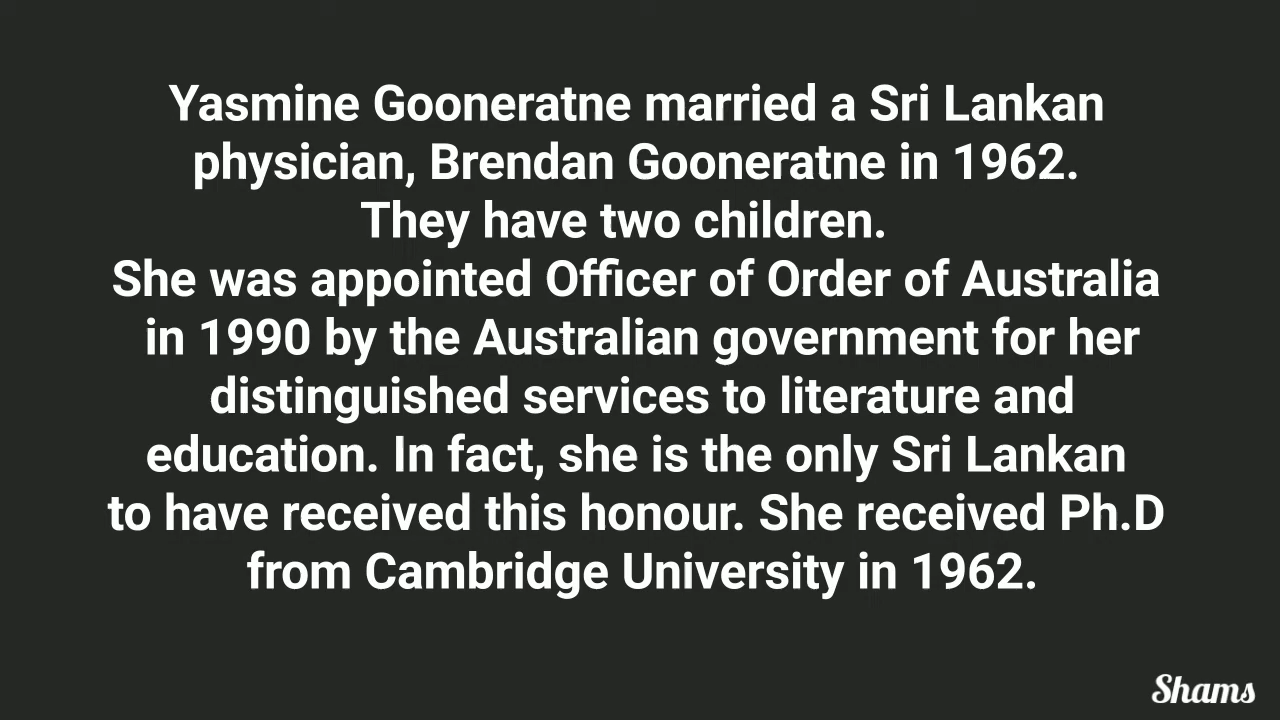 Yasmine Gooneratne married a Sri Lankan
physician, Brendan Gooneratne in 1962.
They have two children.
She was appointed Officer of Order of Australia
in 1990 by the Australian government for her
distinguished services to literature and
education. In fact, she is the only Sri Lankan
to have received this honour. She received Ph.D
from Cambridge University in 1962.
Shams